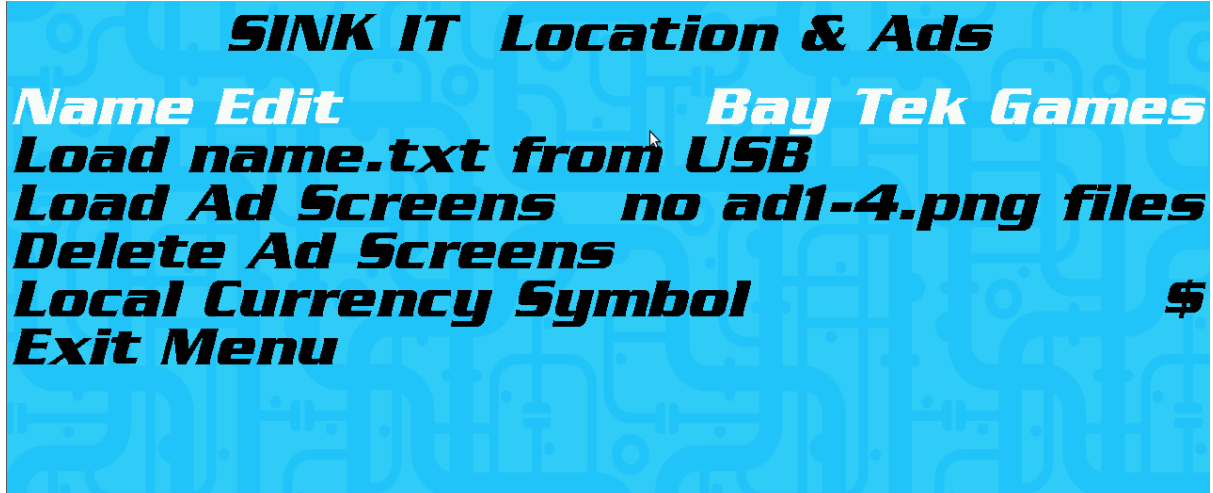 SINK IT Location & Ads
Name Edit Bay Tek Games
Load name.txt from USB
Load Ad Screens no ad1-4.png files
Delete Ad Screens
Local Currency Symbol $
Exit Menu